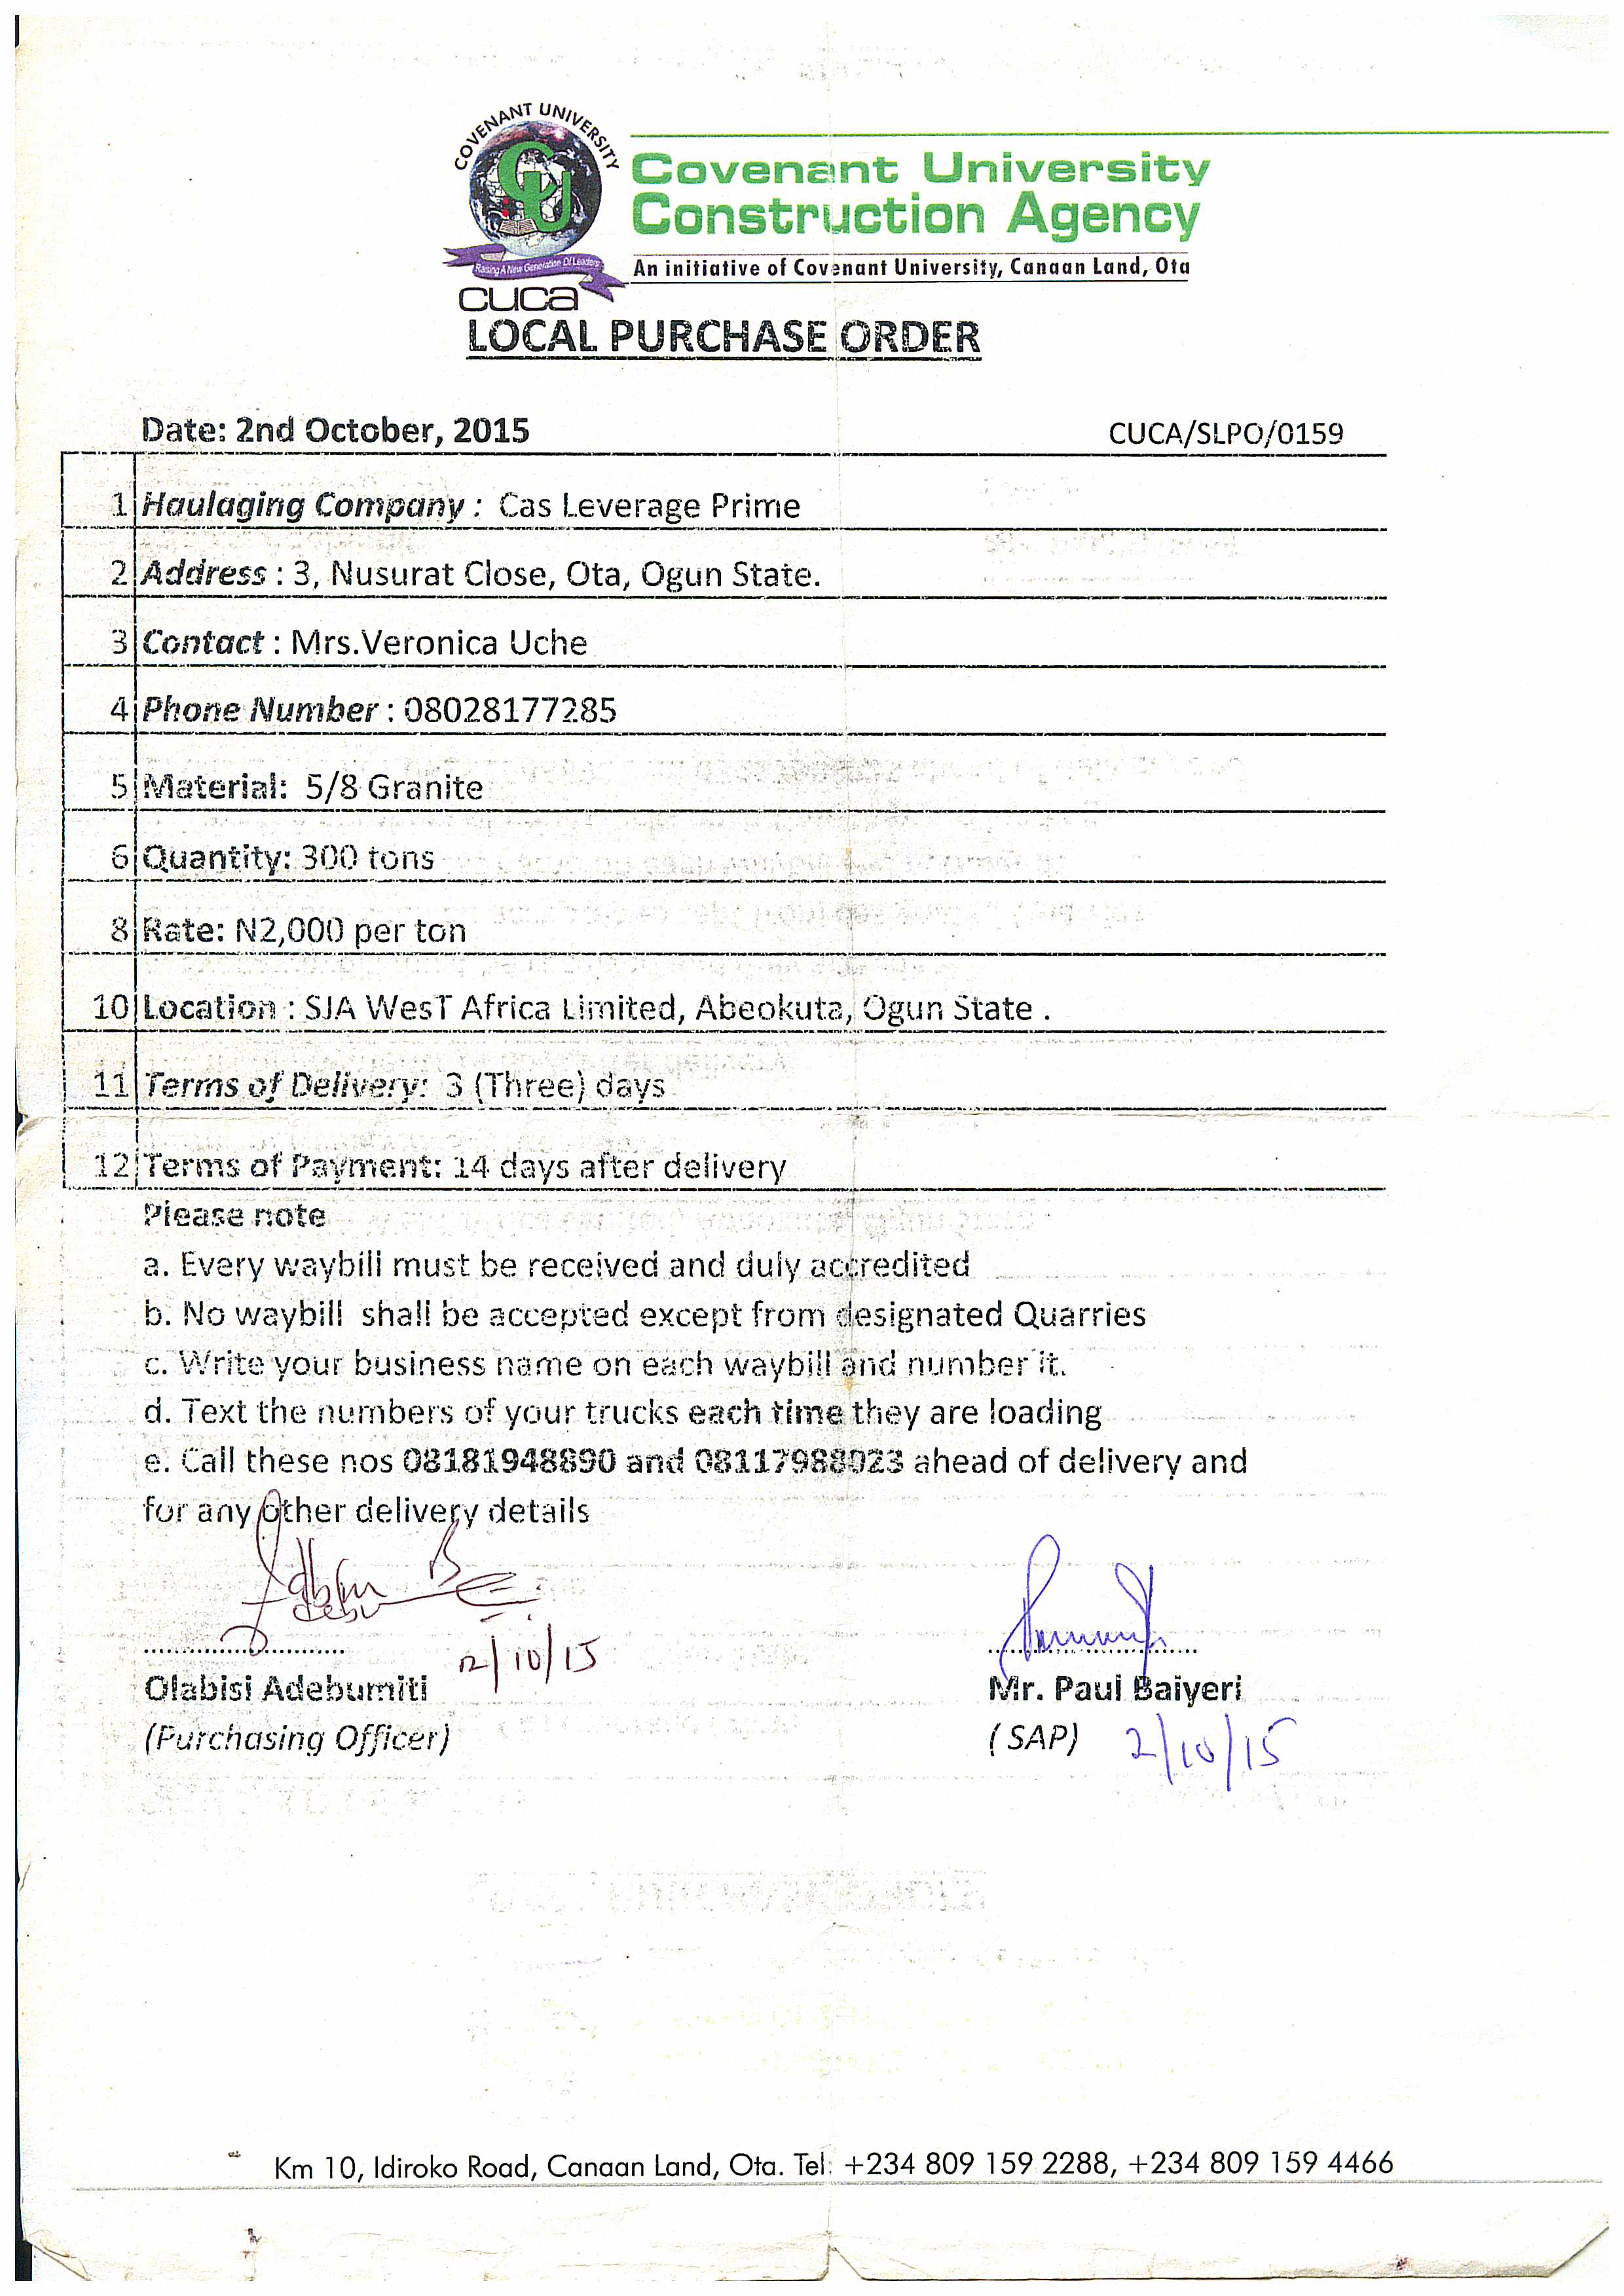 COVENANT UNIVERSITY
CU
Raising A New Generation Of Leaders
cuca
Covenant University
Construction Agency
An initiative of Covenant University, Canaan Land, Ota
LOCAL PURCHASE ORDER
Date: 2nd October, 2015 CUCA/SLPO/0159
1 Haulaging Company : Cas Leverage Prime
2 Address : 3, Nusurat Close, Ota, Ogun State.
3 Contact : Mrs.Veronica Uche
4 Phone Number : 08028177285
5 Material: 5/8 Granite
6 Quantity: 300 tons
8 Rate: N2,000 per ton
10 Location : SJA WesT Africa Limited, Abeokuta, Ogun State .
11 Terms of Delivery: 3 (Three) days
12 Terms of Payment: 14 days after delivery
Please note
a. Every waybill must be received and duly accredited
b. No waybill shall be accepted except from designated Quarries
c. Write your business name on each waybill and number it.
d. Text the numbers of your trucks each time they are loading
e. Call these nos 08181948890 and 08117988023 ahead of delivery and
for any other delivery details
2/10/15
Olabisi Adebumiti Mr. Paul Baiyeri
(Purchasing Officer) ( SAP) 2/10/15
Km 10, Idiroko Road, Canaan Land, Ota. Tel: +234 809 159 2288, +234 809 159 4466